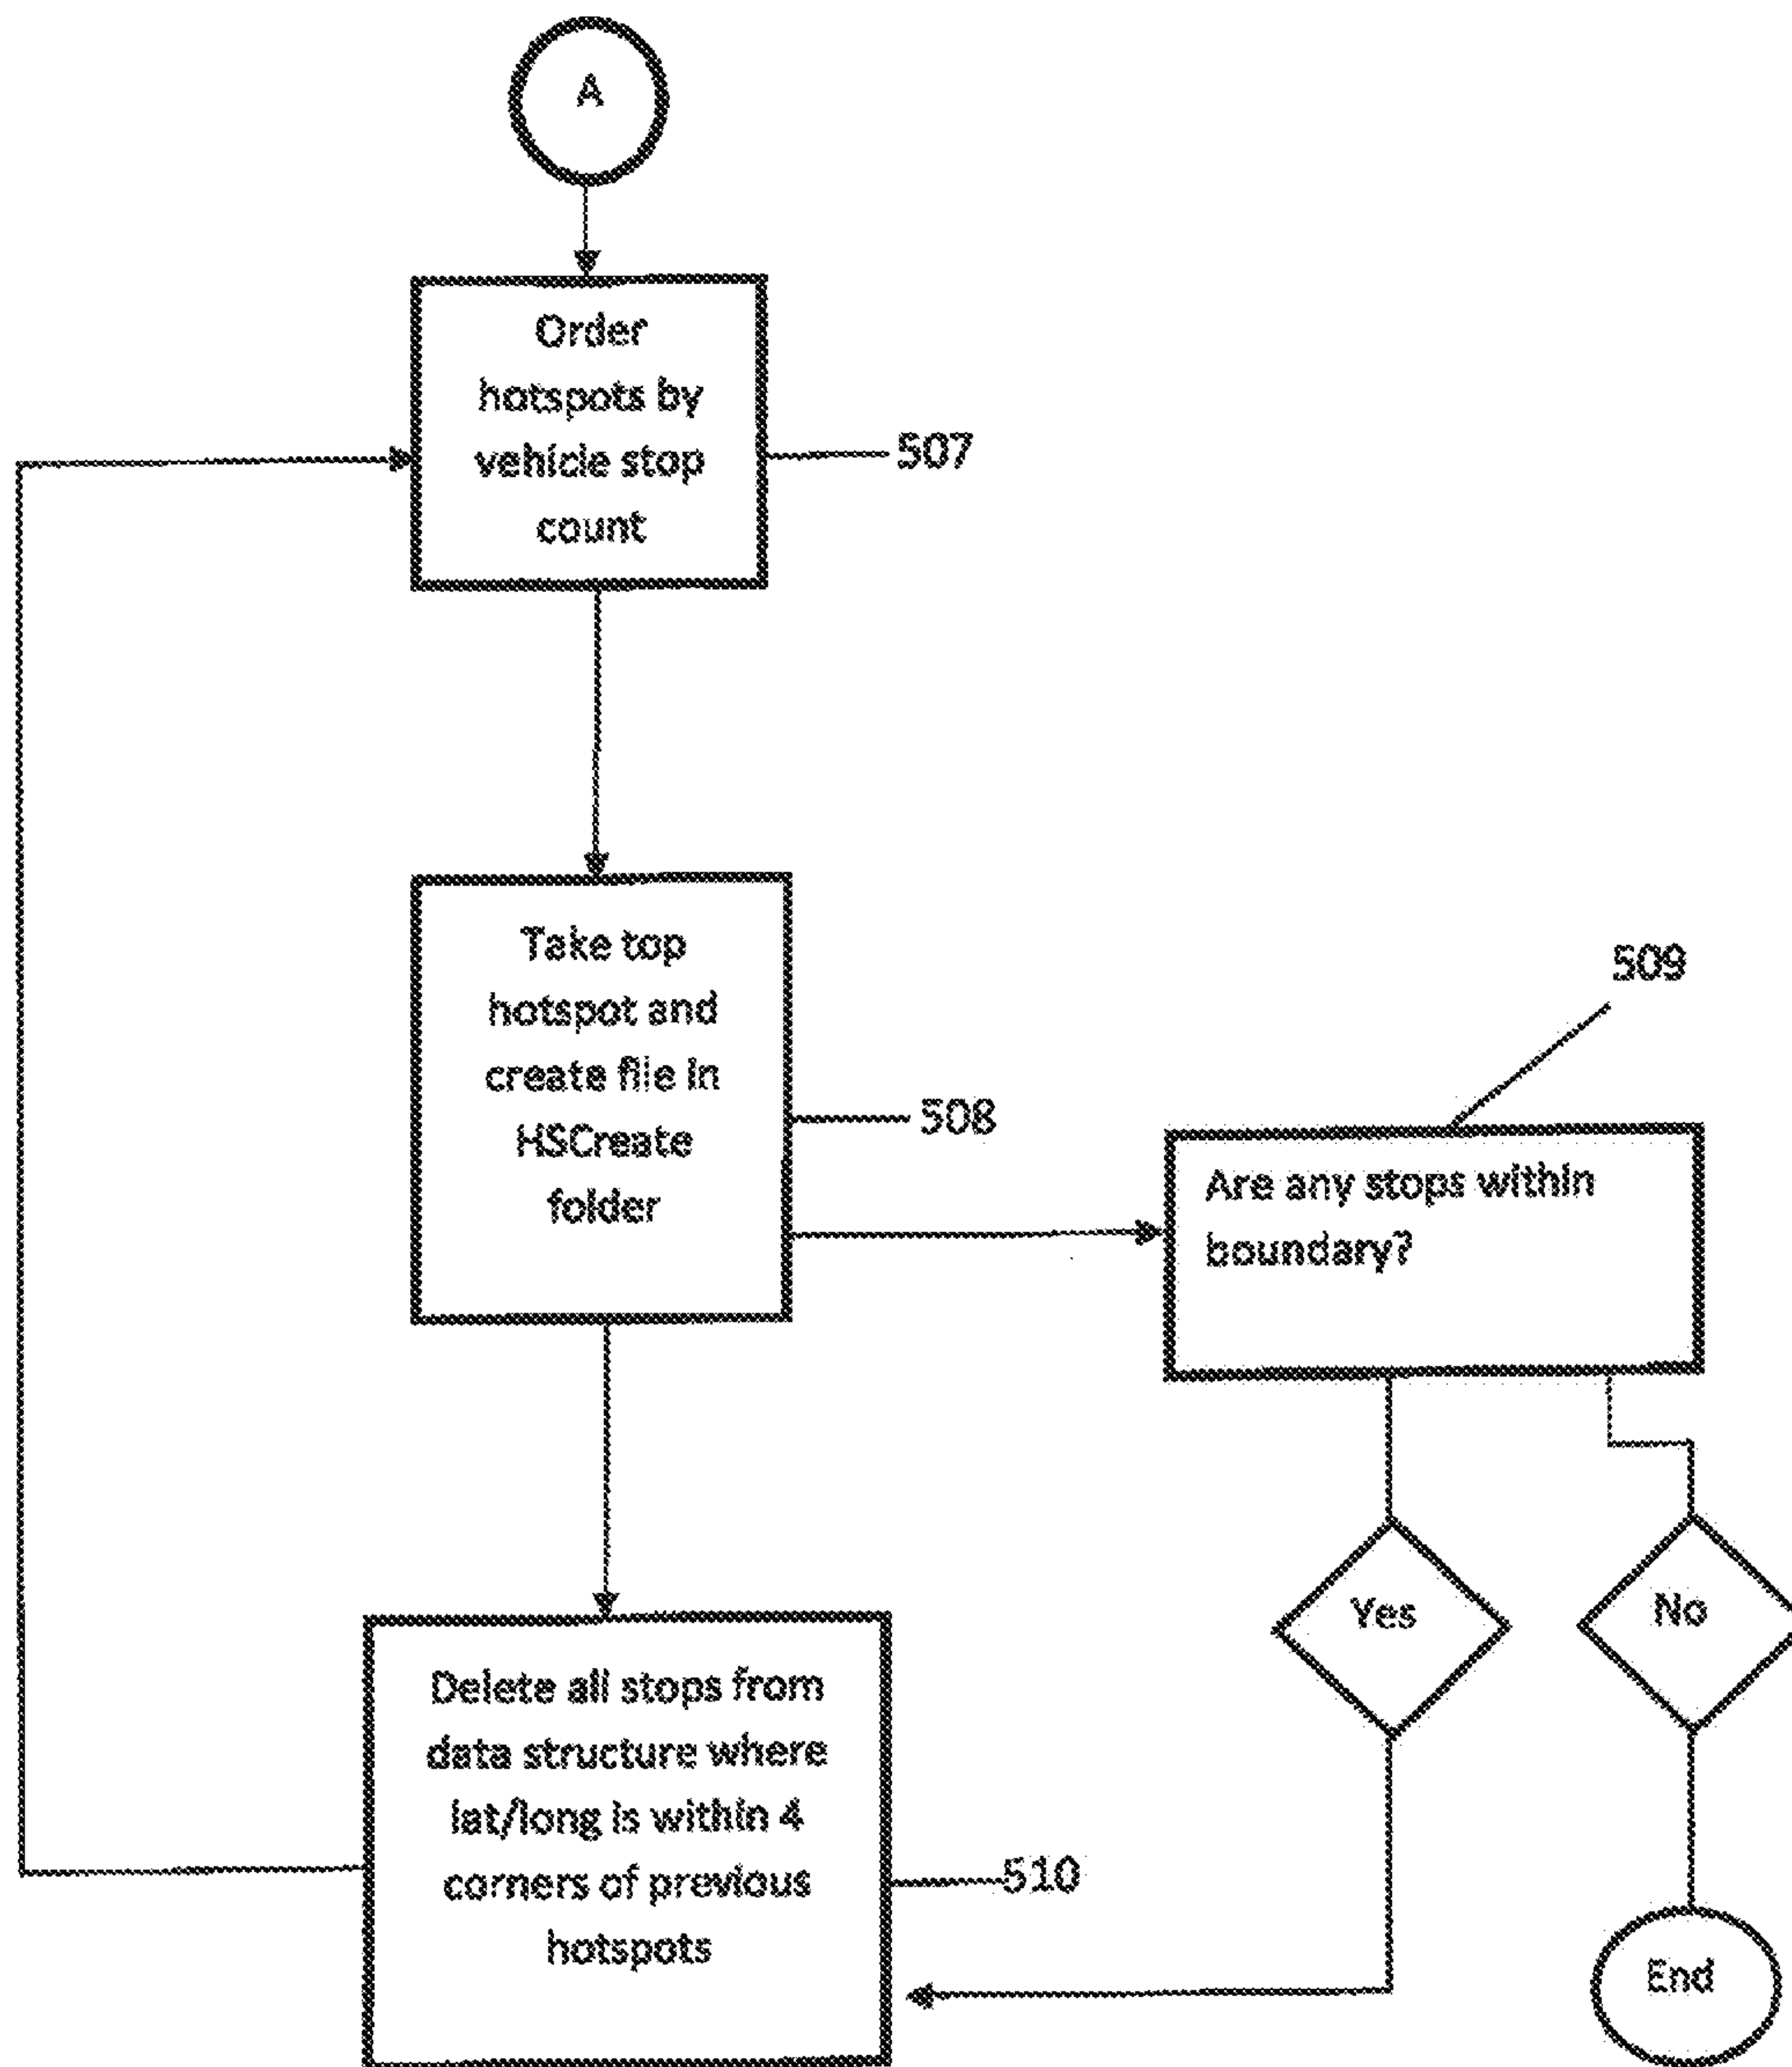 A
Order
hotspots by
vehicle stop
count
507
Take top
hotspot and
create file in
HSCreate
folder
508
509
Are any stops within
boundary?
Yes
No
Delete all stops from
data structure where
lat/long is within 4
corners of previous
hotspots
510
End